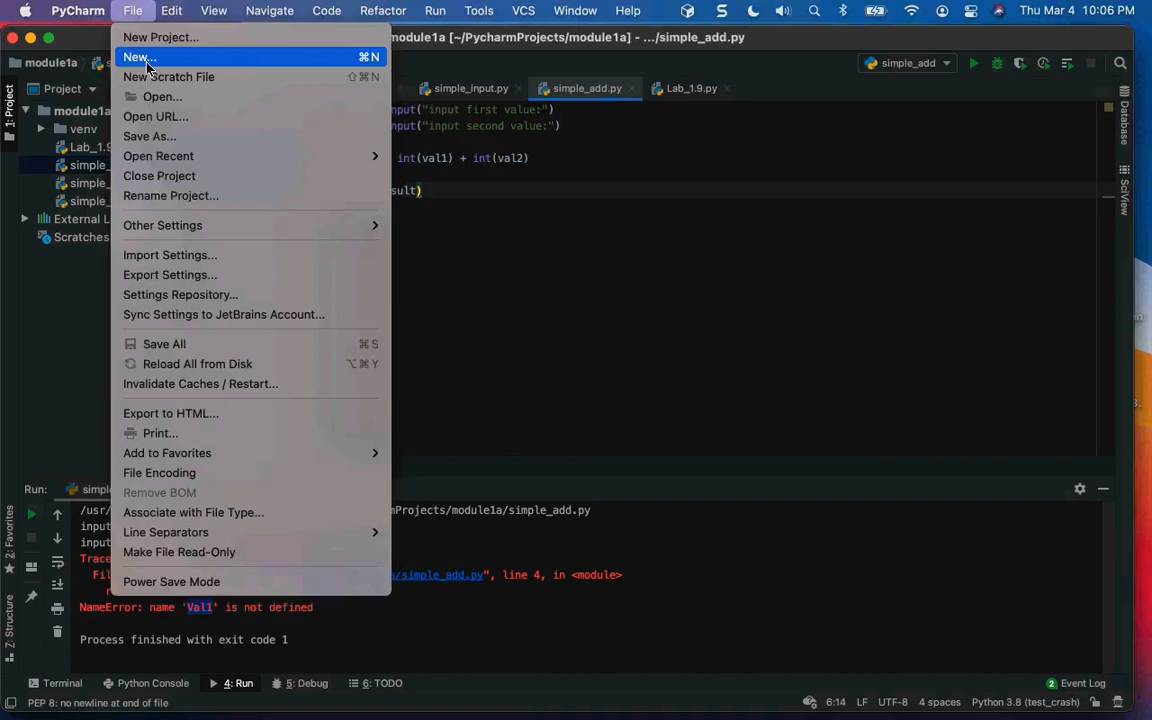 PyCharm File Edit View Navigate Code Refactor Run Tools VCS Window Help Thu Mar 4 10:06 PM
module1a [~/PycharmProjects/module1a] - .../simple_add.py
module1a simple_add
Project simple_input.py simple_add.py Lab_1.9.py
1: Project
module1a
venv
Lab_1.9
simple_
simple_
simple_
External L
Scratches
New Project...
New... ⌘N
New Scratch File ⇧⌘N
Open...
Open URL...
Save As...
Open Recent
Close Project
Rename Project...
Other Settings
Import Settings...
Export Settings...
Settings Repository...
Sync Settings to JetBrains Account...
Save All ⌘S
Reload All from Disk ⌥⌘Y
Invalidate Caches / Restart...
Export to HTML...
Print...
Add to Favorites
File Encoding
Remove BOM
Associate with File Type...
Line Separators
Make File Read-Only
Power Save Mode
nput("input first value:")
nput("input second value:")
int(val1) + int(val2)
sult)
Database
SciView
Run: simpl
/usr/ mProjects/module1a/simple_add.py
input
input
Trace
Fil a/simple_add.py", line 4, in <module>
r
NameError: name 'Val1' is not defined
Process finished with exit code 1
2: Favorites
Z: Structure
Terminal Python Console 4: Run 5: Debug 6: TODO 2 Event Log
PEP 8: no newline at end of file 6:14 LF UTF-8 4 spaces Python 3.8 (test_crash)